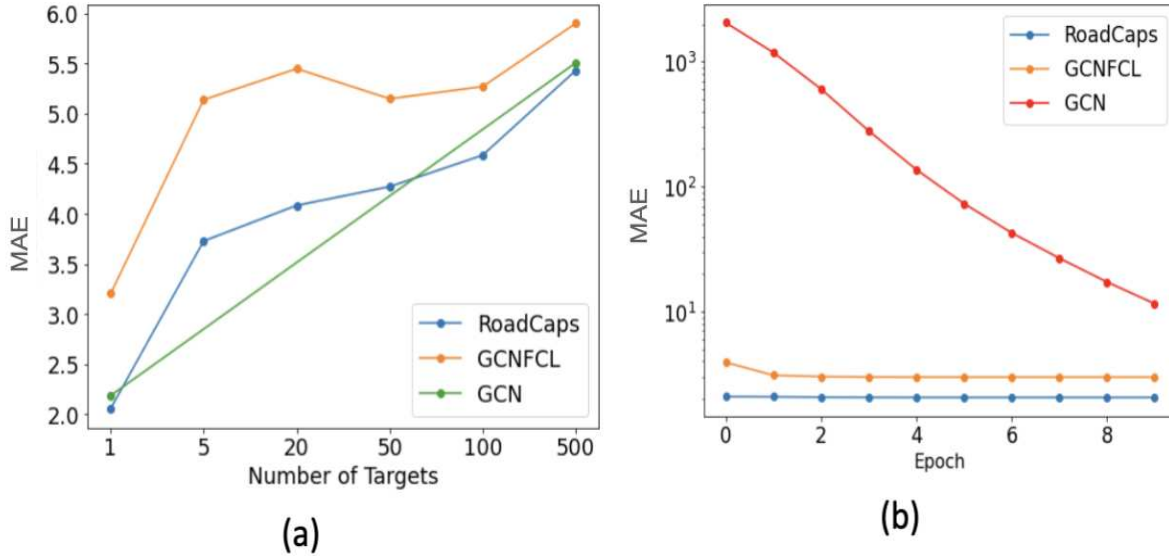 6.0
5.5
5.0
4.5
4.0
3.5
3.0
2.5
2.0
MAE
1 5 20 50 100 500
Number of Targets
RoadCaps
GCNFCL
GCN
(a)
10³
10²
10¹
MAE
0 2 4 6 8
Epoch
RoadCaps
GCNFCL
GCN
(b)